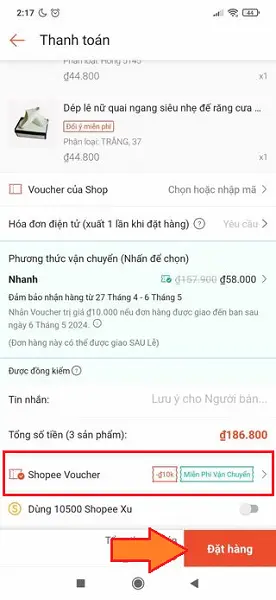 2:17
44
Thanh toán
Phân loại: Hồng 3145
₫44.800 x1
Dép lê nữ quai ngang siêu nhẹ đế răng cưa ...
Đổi ý miễn phí
Phân loại: TRẮNG, 37
₫44.800 x1
Voucher của Shop Chọn hoặc nhập mã
Hóa đơn điện tử (xuất 1 lần khi đặt hàng) ? Yêu cầu
Phương thức vận chuyển (Nhấn để chọn)
Nhanh ₫157.900 ₫58.000
Đảm bảo nhận hàng từ 27 Tháng 4 - 6 Tháng 5
Nhận Voucher trị giá ₫10.000 nếu đơn hàng được giao đến bạn sau
ngày 6 Tháng 5 2024.
(Đơn hàng này có thể được giao SAU Lễ)
Được đồng kiểm ?
Tin nhắn: Lưu ý cho Người bán...
Tổng số tiền (3 sản phẩm): ₫186.800
Shopee Voucher -₫10k Miễn Phí Vận Chuyển
Dùng 10500 Shopee Xu
Đặt hàng